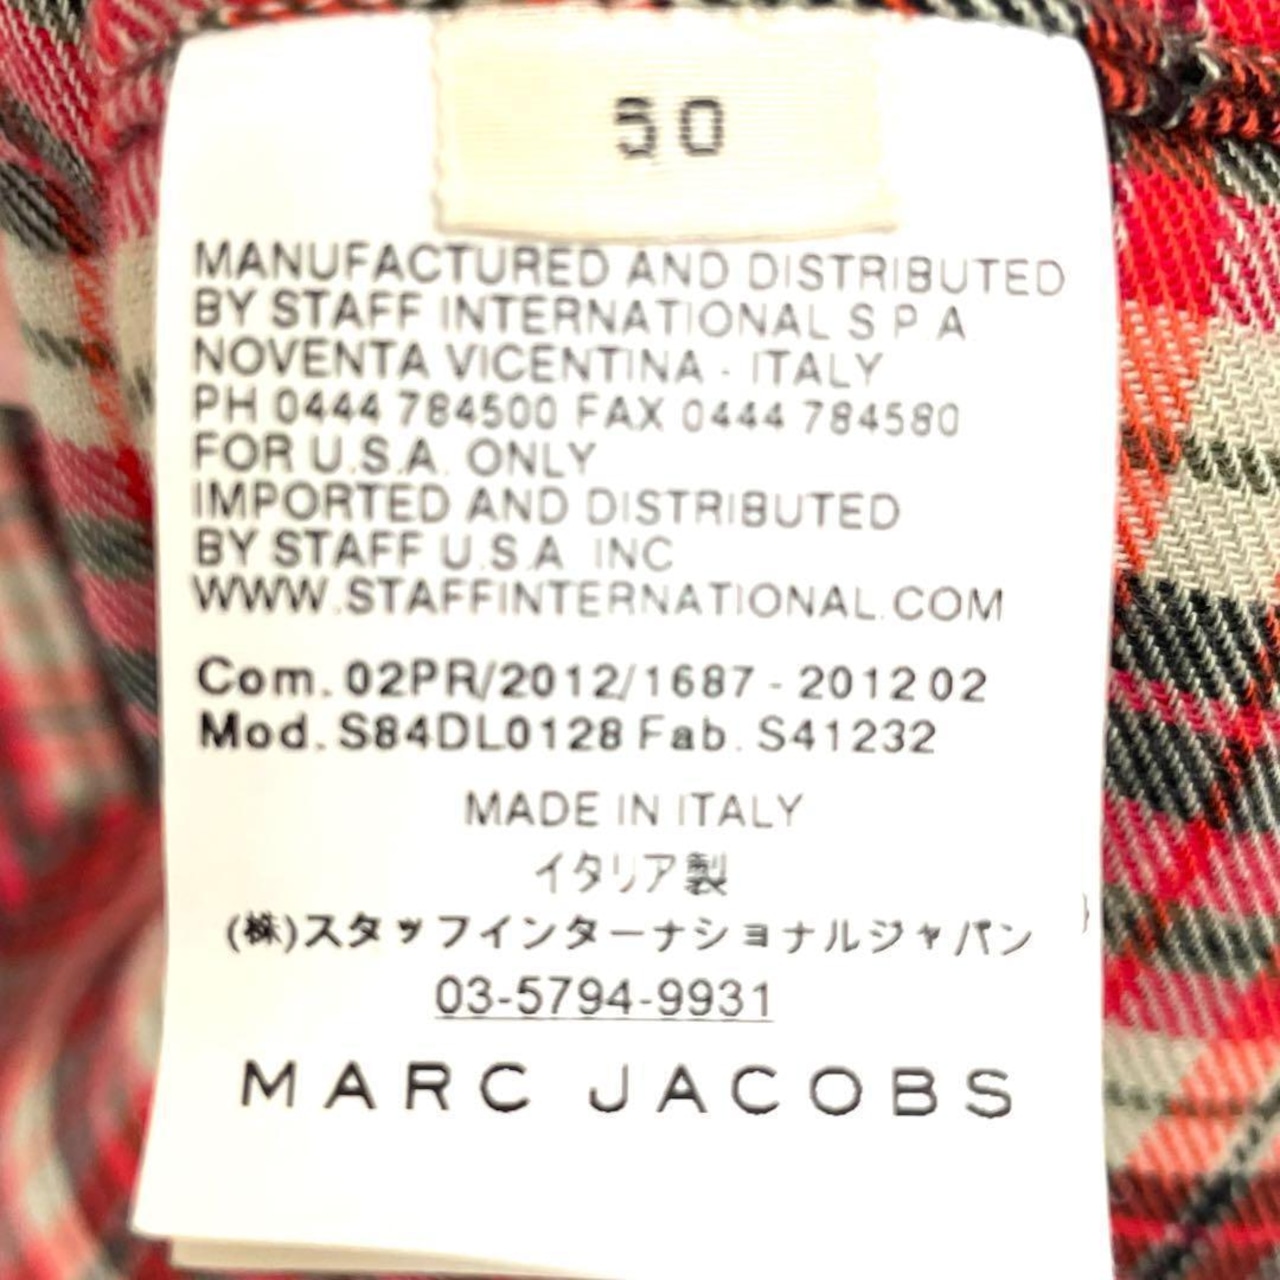 50
MANUFACTURED AND DISTRIBUTED
BY STAFF INTERNATIONAL S P A
NOVENTA VICENTINA - ITALY
PH 0444 784500 FAX 0444 784580
FOR U.S.A. ONLY
IMPORTED AND DISTRIBUTED
BY STAFF U.S.A INC
WWW.STAFFINTERNATIONAL.COM
Com. 02PR/2012/1687 - 2012 02
Mod. S84DL0128 Fab. S41232
MADE IN ITALY
イタリア製
(株)スタッフインターナショナルジャパン
03-5794-9931
MARC JACOBS